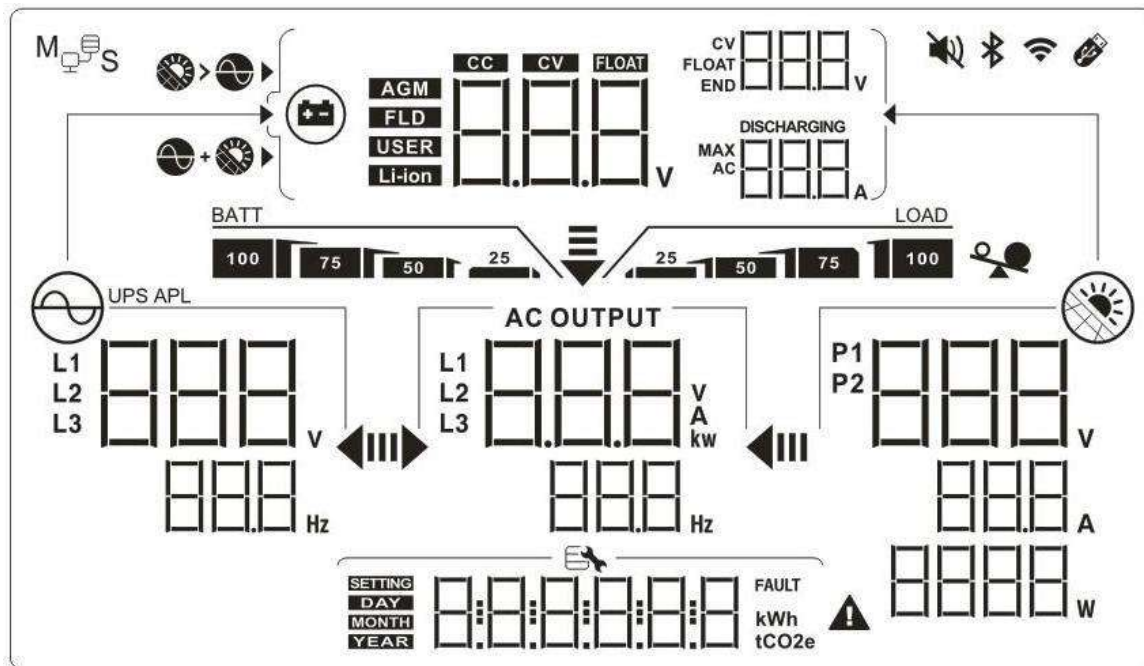 M S
CC CV FLOAT
AGM
FLD
USER
Li-ion
V
CV
FLOAT
END
V
DISCHARGING
MAX
AC
A
BATT
LOAD
100 75 50 25
25 50 75 100
UPS APL
AC OUTPUT
L1
L2
L3
V
Hz
L1
L2
L3
V
A
kw
Hz
P1
P2
V
A
W
SETTING
DAY
MONTH
YEAR
FAULT
kWh
tCO2e